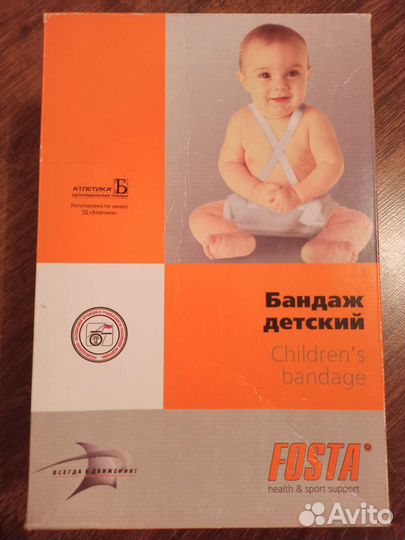 АТЛЕТИКА Б
ортопедические товары
Изготовлено по заказу
ТД «Атлетика»
Бандаж
детский
Children's
bandage
ВСЕГДА В ДВИЖЕНИИ!
FOSTA
health & sport support
Avito